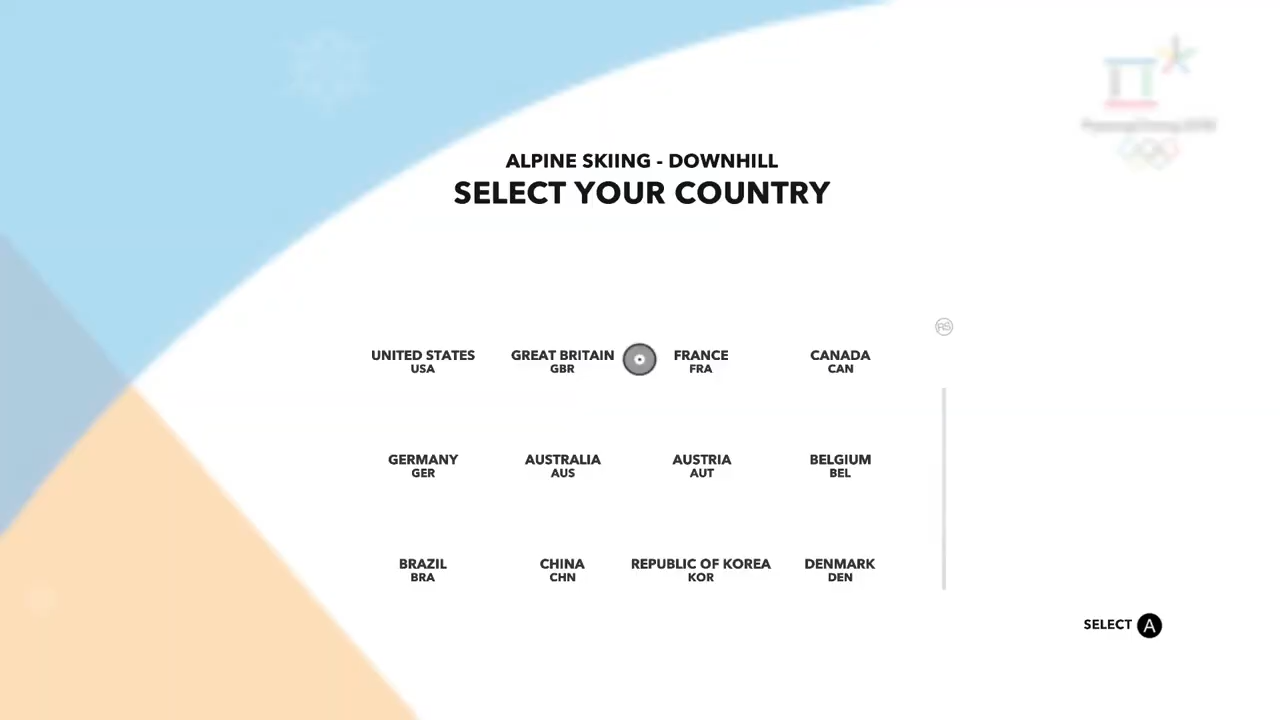 ALPINE SKIING - DOWNHILL
SELECT YOUR COUNTRY
RS
UNITED STATES GREAT BRITAIN FRANCE CANADA
USA GBR FRA CAN
GERMANY AUSTRALIA AUSTRIA BELGIUM
GER AUS AUT BEL
BRAZIL CHINA REPUBLIC OF KOREA DENMARK
BRA CHN KOR DEN
SELECT A